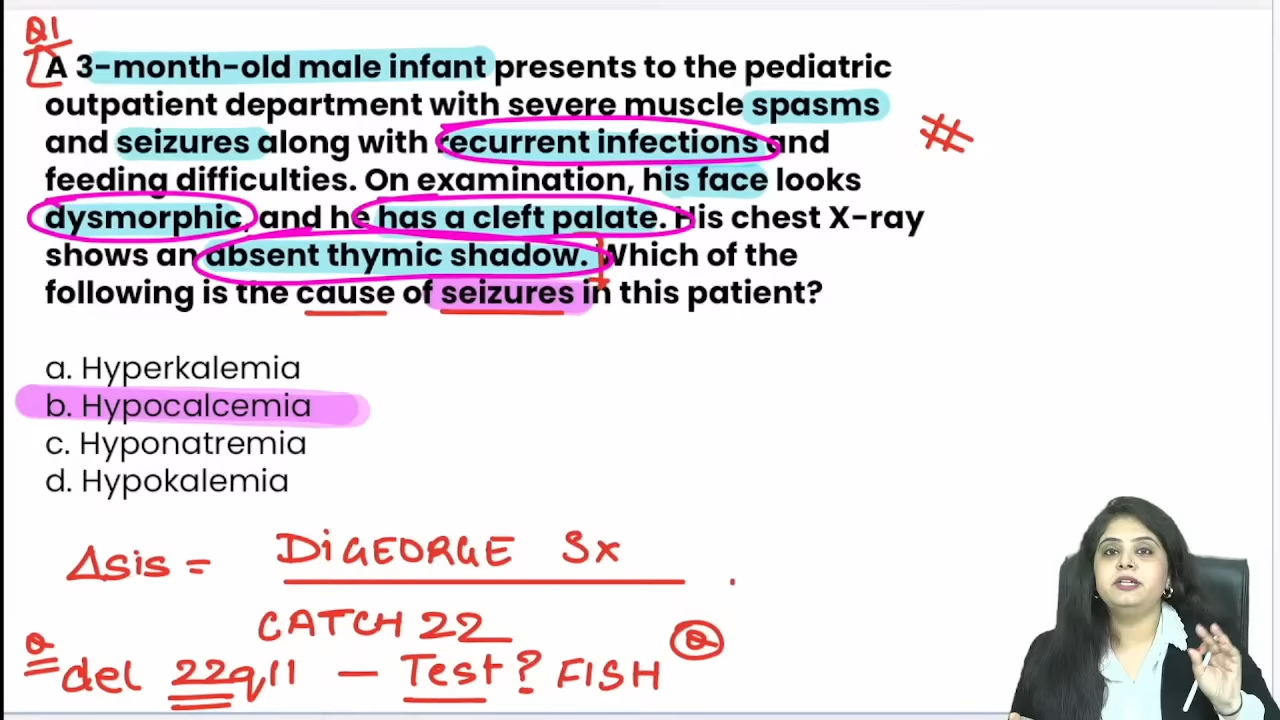 Q1
A 3-month-old male infant presents to the pediatric
outpatient department with severe muscle spasms
and seizures along with recurrent infections and #
feeding difficulties. On examination, his face looks
dysmorphic, and he has a cleft palate. His chest X-ray
shows an absent thymic shadow. Which of the
following is the cause of seizures in this patient?
a. Hyperkalemia
b. Hypocalcemia
c. Hyponatremia
d. Hypokalemia
Δsis = DiGEORGE Sx
CATCH 22
Q del 22q11 — Test? FISH Q